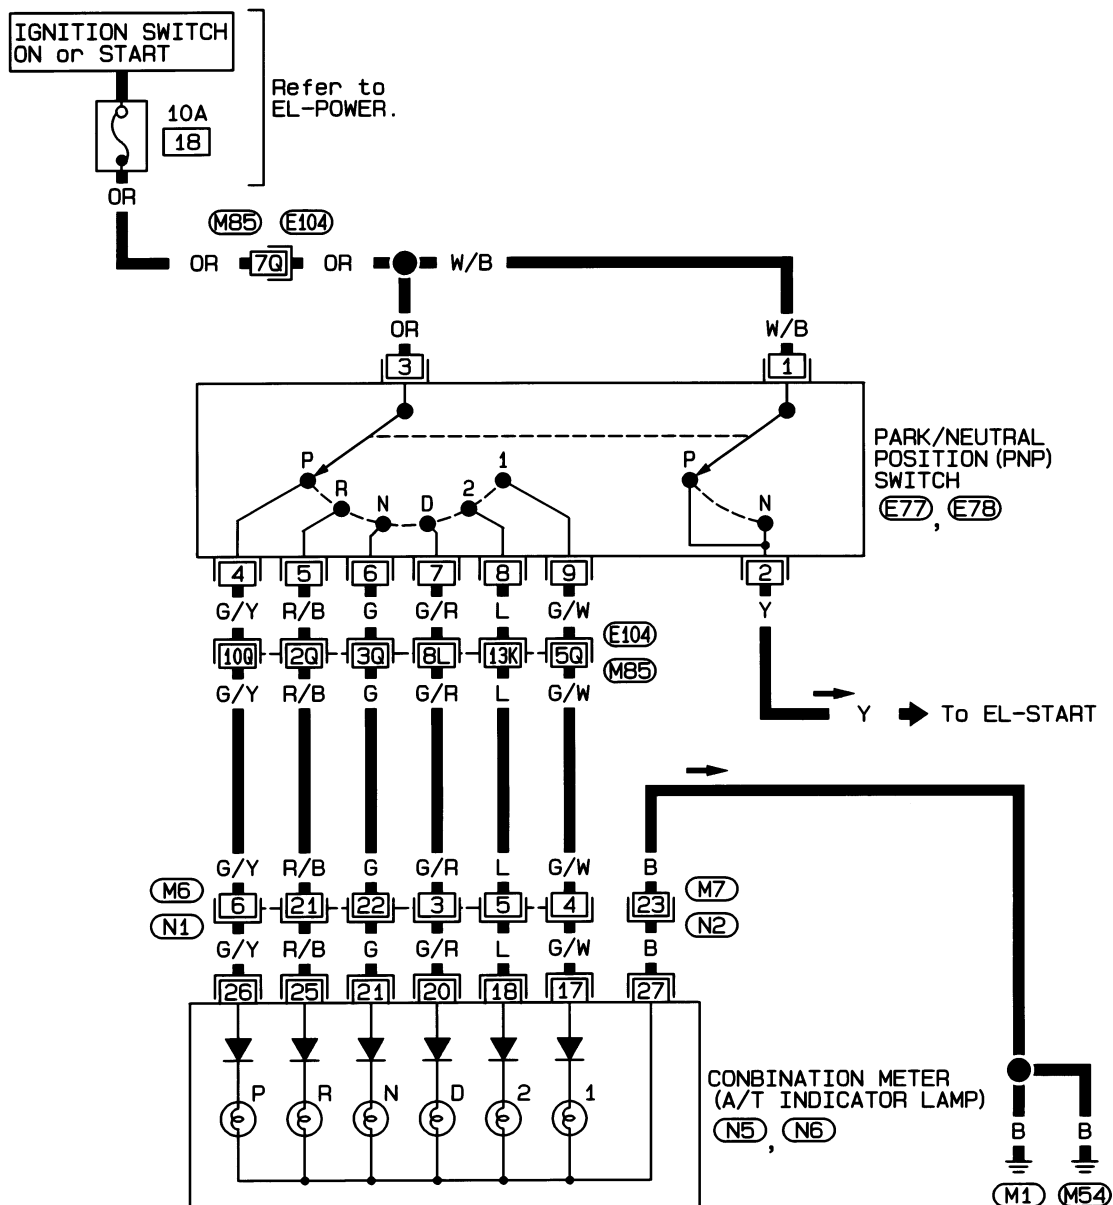 IGNITION SWITCH
ON or START
Refer to
EL-POWER.
10A
18
OR
M85 E104
OR 7Q OR W/B
OR W/B
3 1
PARK/NEUTRAL
POSITION (PNP)
SWITCH
E77 , E78
P R N D 2 1
P N
4 5 6 7 8 9 2
G/Y R/B G G/R L G/W Y
E104
10Q 2Q 3Q 8L 13K 5Q
M85
G/Y R/B G G/R L G/W
Y To EL-START
G/Y R/B G G/R L G/W B
M6 M7
6 21 22 3 5 4 23
N1 N2
G/Y R/B G G/R L G/W B
26 25 21 20 18 17 27
P R N D 2 1
CONBINATION METER
(A/T INDICATOR LAMP)
N5 , N6
B B
M1 M54